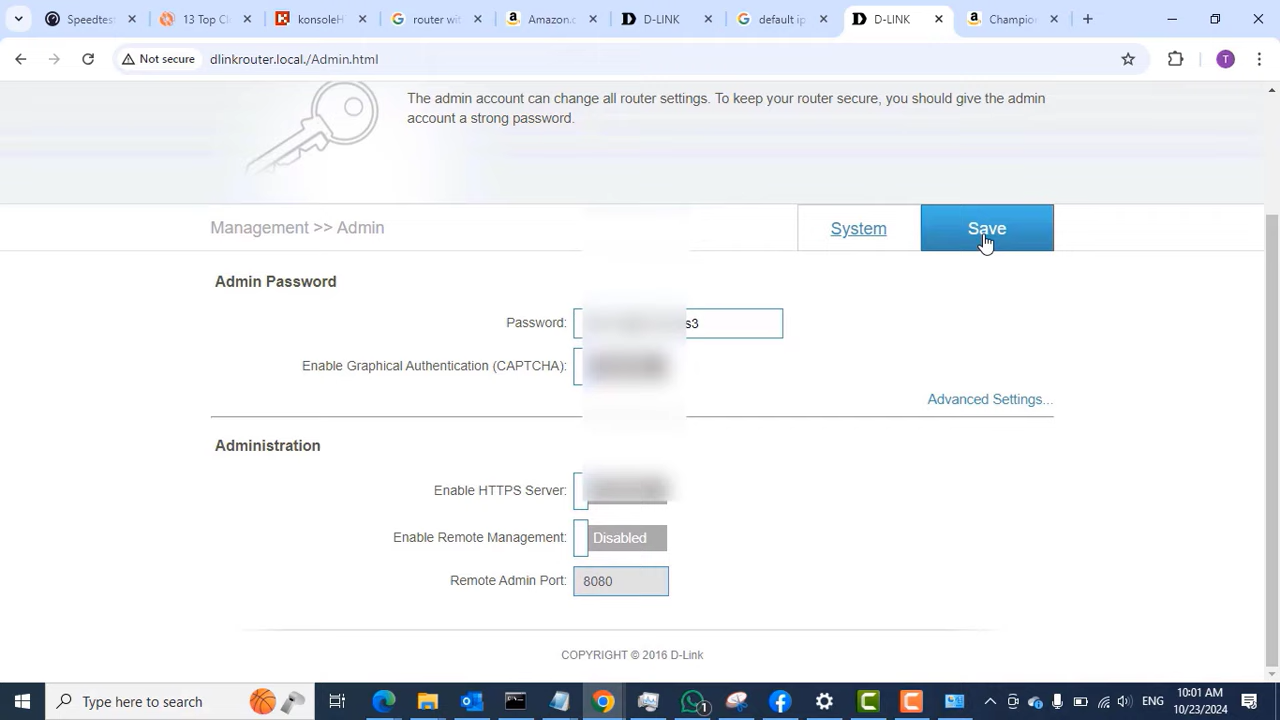 Speedtes
13 Top Cl
konsoleH
router wit
Amazon.c
D-LINK
default ip
D-LINK
Champion
Not secure
dlinkrouter.local./Admin.html
T
The admin account can change all router settings. To keep your router secure, you should give the admin
account a strong password.
Management >> Admin
System
Save
Admin Password
Password:
s3
Enable Graphical Authentication (CAPTCHA):
Advanced Settings...
Administration
Enable HTTPS Server:
Enable Remote Management:
Disabled
Remote Admin Port:
8080
COPYRIGHT © 2016 D-Link
Type here to search
1
ENG
10:01 AM
10/23/2024